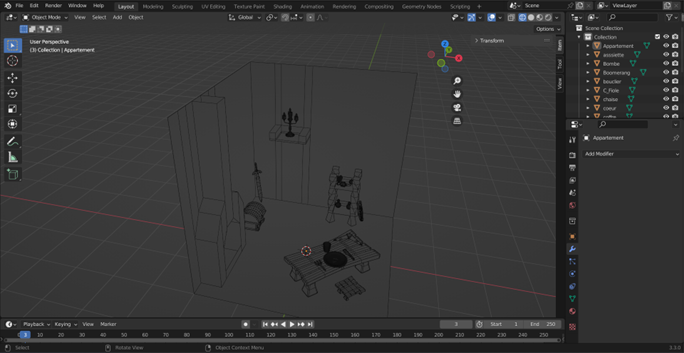 File Edit Render Window Help
Layout Modeling Sculpting UV Editing Texture Paint Shading Animation Rendering Compositing Geometry Nodes Scripting +
Scene
ViewLayer
Object Mode View Select Add Object
Global
Options
User Perspective
(3) Collection | Appartement
Transform
Item
Tool
View
Scene Collection
Collection
Appartement
assiette
Bombe
Boomerang
bouclier
C_Fiole
chaise
coeur
Appartement
Add Modifier
Playback Keying View Marker
3
Start 1
End 250
3
10 20 30 40 50 60 70 80 90 100 110 120 130 140 150 160 170 180 190 200 210 220 230 240 250
Select
Rotate View
Object Context Menu
3.3.0